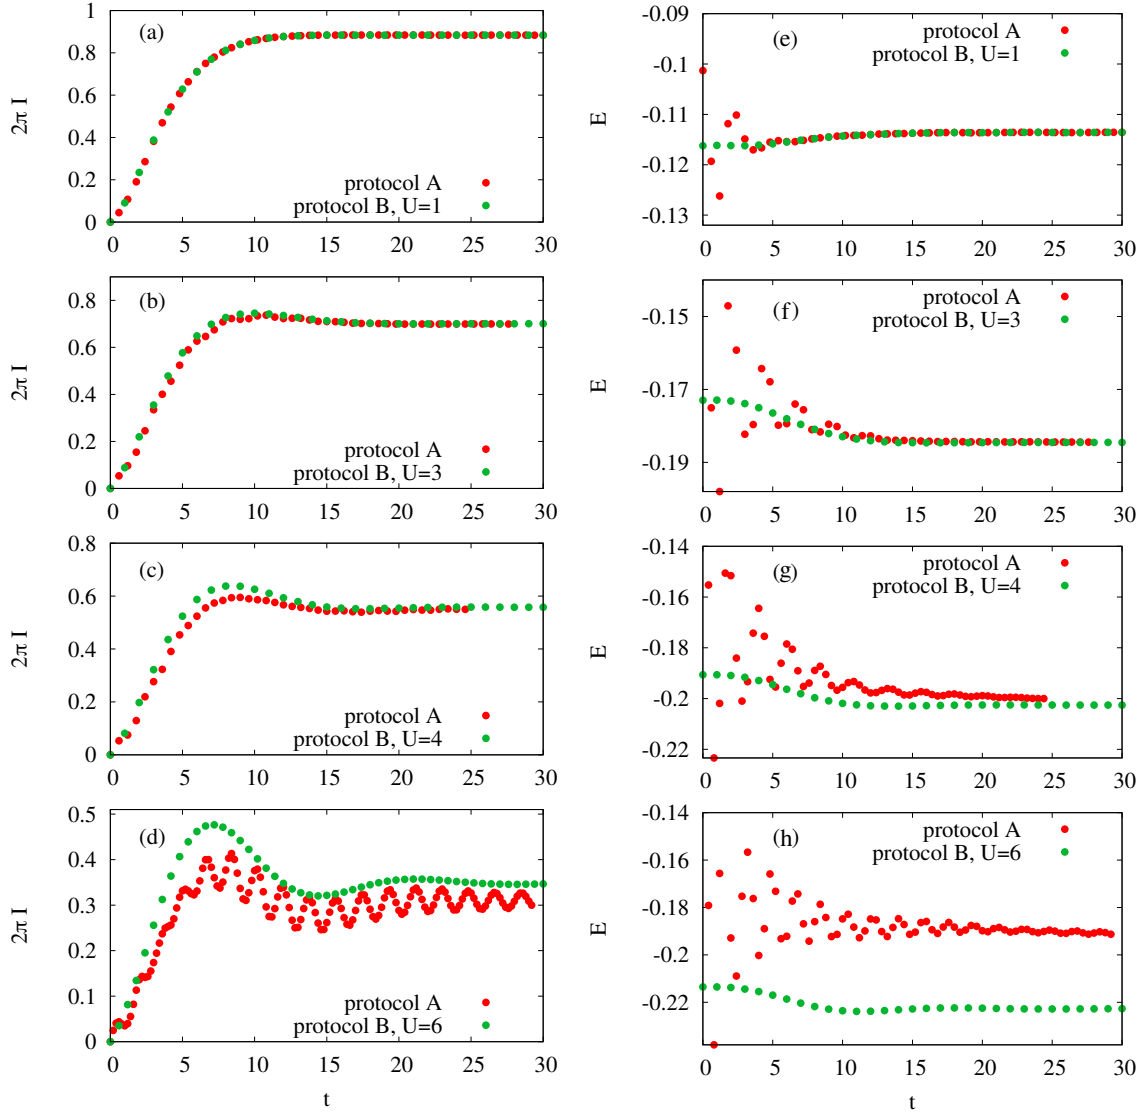 (a)
2π I
1
0.8
0.6
0.4
0.2
0
protocol A
protocol B, U=1
0 5 10 15 20 25 30
(e)
E
-0.09
-0.1
-0.11
-0.12
-0.13
protocol A
protocol B, U=1
0 5 10 15 20 25 30
(b)
2π I
0.8
0.6
0.4
0.2
0
protocol A
protocol B, U=3
0 5 10 15 20 25 30
(f)
E
-0.15
-0.17
-0.19
protocol A
protocol B, U=3
0 5 10 15 20 25 30
(c)
2π I
0.8
0.6
0.4
0.2
0
protocol A
protocol B, U=4
0 5 10 15 20 25 30
(g)
E
-0.14
-0.16
-0.18
-0.2
-0.22
protocol A
protocol B, U=4
0 5 10 15 20 25 30
(d)
2π I
0.5
0.4
0.3
0.2
0.1
0
protocol A
protocol B, U=6
0 5 10 15 20 25 30
t
(h)
E
-0.14
-0.16
-0.18
-0.2
-0.22
protocol A
protocol B, U=6
0 5 10 15 20 25 30
t